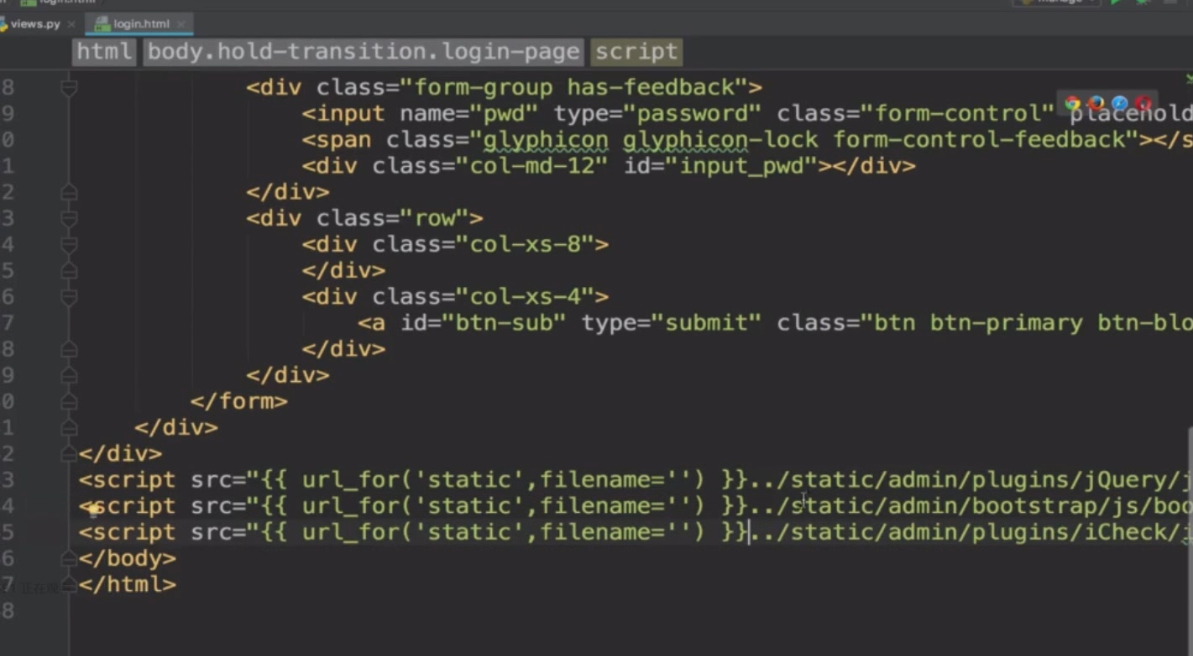 views.py login.html
html body.hold-transition.login-page script
8 <div class="form-group has-feedback">
9 <input name="pwd" type="password" class="form-control" placehold
0 <span class="glyphicon glyphicon-lock form-control-feedback"></s
1 <div class="col-md-12" id="input_pwd"></div>
2 </div>
3 <div class="row">
4 <div class="col-xs-8">
5 </div>
6 <div class="col-xs-4">
7 <a id="btn-sub" type="submit" class="btn btn-primary btn-blo
8 </div>
9 </div>
0 </form>
1 </div>
2 </div>
3 <script src="{{ url_for('static',filename='') }}../static/admin/plugins/jQuery/j
4 <script src="{{ url_for('static',filename='') }}../static/admin/bootstrap/js/boo
5 <script src="{{ url_for('static',filename='') }}../static/admin/plugins/iCheck/i
6 </body>
7 </html>
8